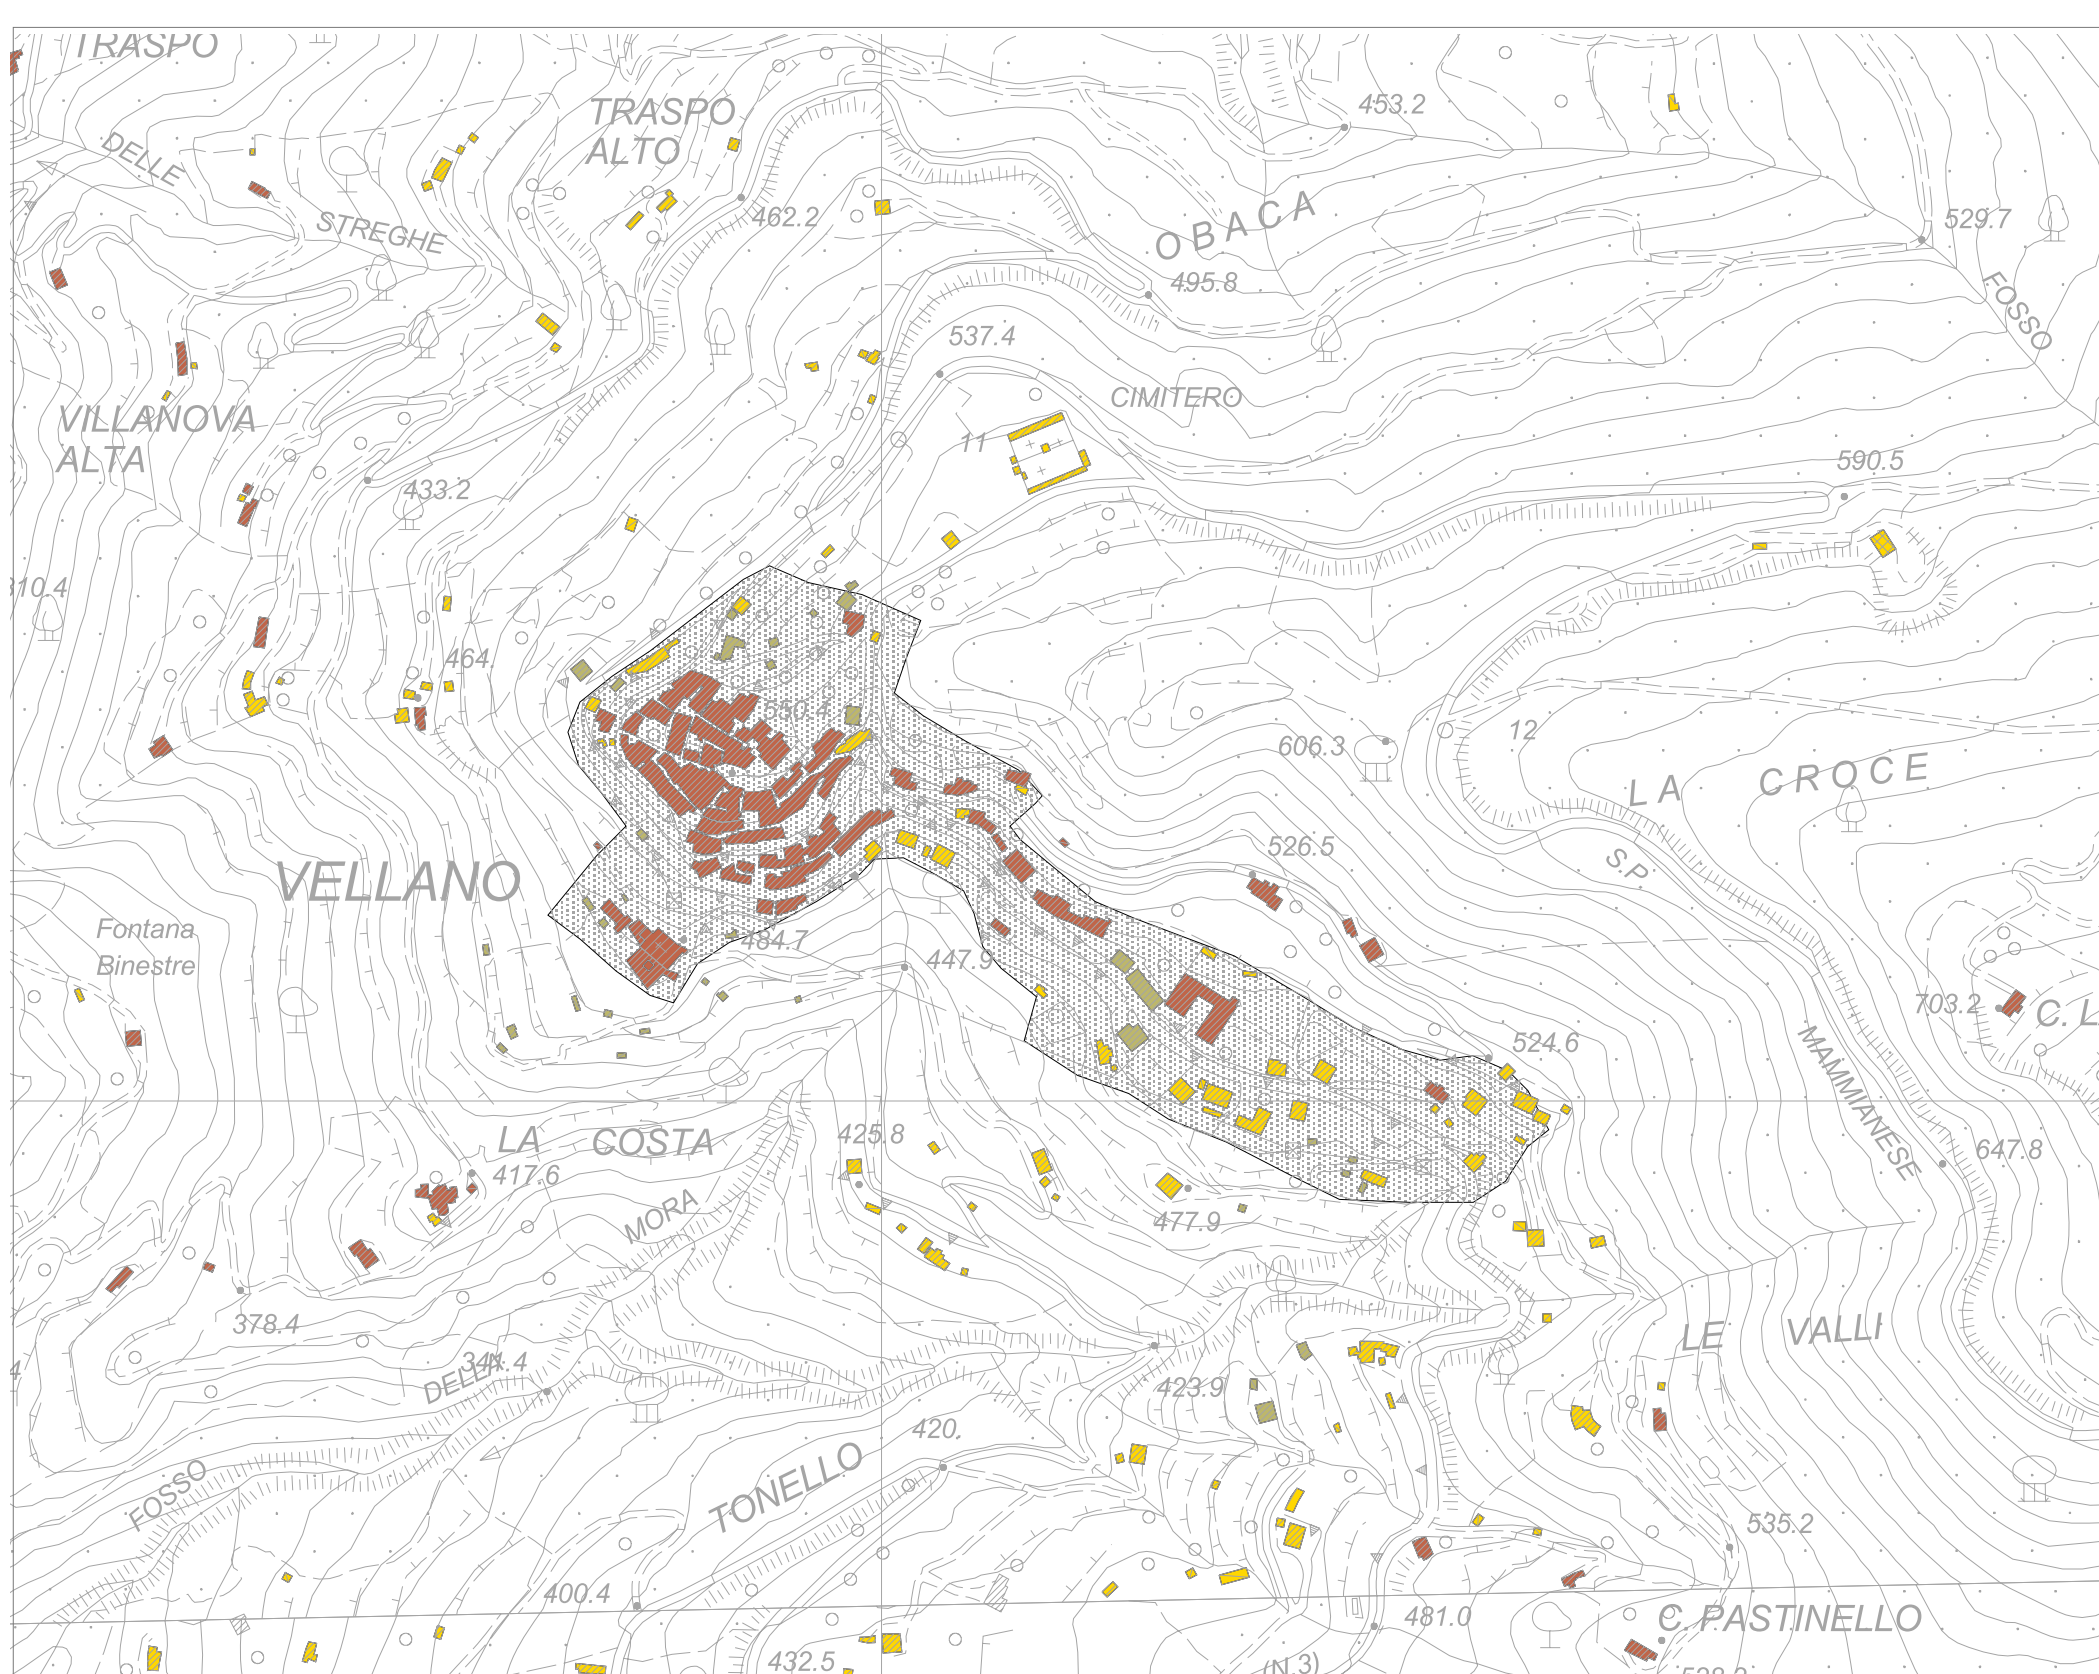 TRASPO
TRASPO
ALTO
453.2
DELLE
STREGHE
462.2
OBACA
529.7
495.8
FOSSO
537.4
CIMITERO
VILLANOVA
ALTA
11
590.5
433.2
310.4
464.
550.4
12
606.3
LA CROCE
526.5
S.P.
VELLANO
Fontana
Binestre
484.7
447.9
703.2
C. L
524.6
MAMMIANESE
425.8
LA COSTA
647.8
417.6
MORA
477.9
378.4
LE VALLI
341.4
DELLA
423.9
420.
TONELLO
FOSSO
535.2
400.4
481.0
C. PASTINELLO
432.5
(N.3)